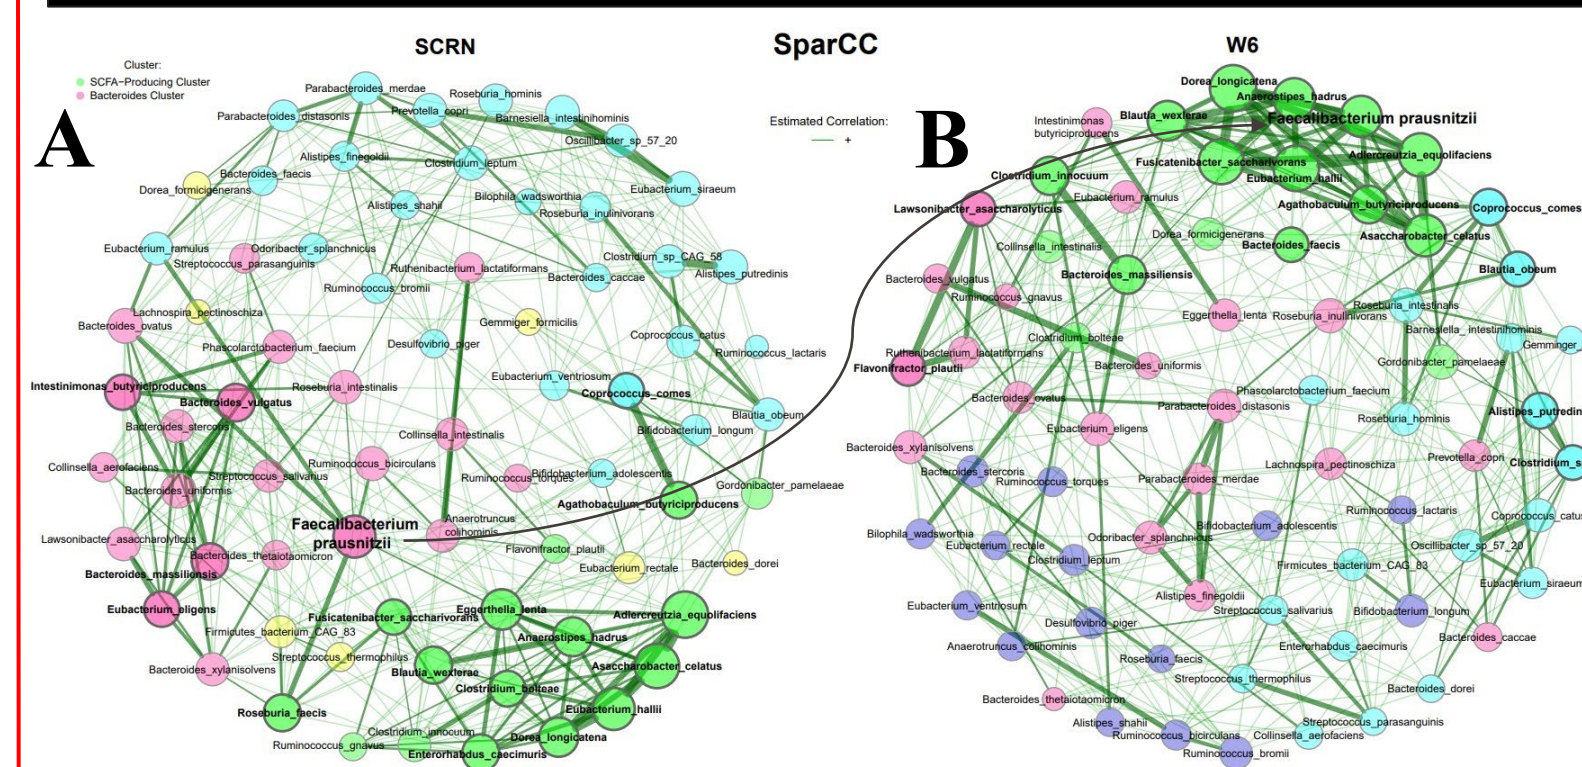 SCRN
SparCC
W6
Cluster:
SCFA−Producing Cluster
Bacteroides Cluster
A
Parabacteroides_merdae
Roseburia_hominis
Prevotella_copri
Parabacteroides_distasonis
Barnesiella_intestinihominis
Oscillibacter_sp_57_20
Alistipes_finegoldii
Clostridium_leptum
Bacteroides_faecis
Dorea_formicigenerans
Eubacterium_siraeum
Bilophila_wadsworthia
Alistipes_shahii
Roseburia_inulinivorans
Eubacterium_ramulus
Odoribacter_splanchnicus
Streptococcus_parasanguinis
Clostridium_sp_CAG_58
Ruthenibacterium_lactatiformans
Alistipes_putredinis
Bacteroides_caccae
Ruminococcus_bromii
Lachnospira_pectinoschiza
Bacteroides_ovatus
Gemmiger_formicilis
Coprococcus_catus
Phascolarctobacterium_faecium
Desulfovibrio_piger
Ruminococcus_lactaris
Eubacterium_ventriosum
Intestinimonas_butyriciproducens
Roseburia_intestinalis
Coprococcus_comes
Bacteroides_vulgatus
Blautia_obeum
Bacteroides_stercoris
Bifidobacterium_longum
Collinsella_intestinalis
Collinsella_aerofaciens
Ruminococcus_bicirculans
Streptococcus_salivarius
Ruminococcus_torques
Bifidobacterium_adolescentis
Gordonibacter_pamelaeae
Bacteroides_uniformis
Agathobaculum_butyriciproducens
Faecalibacterium
prausnitzii
Anaerotruncus
colihominis
Lawsonibacter_asaccharolyticus
Flavonifractor_plautii
Bacteroides_thetaiotaomicron
Eubacterium_rectale
Bacteroides_dorei
Bacteroides_massiliensis
Eubacterium_eligens
Eggerthella_lenta
Fusicatenibacter_saccharivorans
Adlercreutzia_equolifaciens
Firmicutes_bacterium_CAG_83
Anaerostipes_hadrus
Streptococcus_thermophilus
Bacteroides_xylanisolvens
Blautia_wexlerae
Asaccharobacter_celatus
Clostridium_bolteae
Roseburia_faecis
Eubacterium_hallii
Clostridium_innocuum
Dorea_longicatena
Ruminococcus_gnavus
Enterorhabdus_caecimuris
Estimated Correlation:
+
B
Dorea_longicatena
Anaerostipes_hadrus
Intestinimonas
butyriciproducens
Blautia_wexlerae
Faecalibacterium prausnitzii
Fusicatenibacter_saccharivorans
Adlercreutzia_equolifaciens
Clostridium_innocuum
Eubacterium_hallii
Eubacterium_ramulus
Lawsonibacter_asaccharolyticus
Agathobaculum_butyriciproducens
Coprococcus_comes
Dorea_formicigenerans
Asaccharobacter_celatus
Collinsella_intestinalis
Bacteroides_faecis
Bacteroides_massiliensis
Blautia_obeum
Bacteroides_vulgatus
Ruminococcus_gnavus
Roseburia_intestinalis
Eggerthella_lenta
Roseburia_inulinivorans
Barnesiella_intestinihominis
Clostridium_bolteae
Gemminger_
Ruthenibacterium_lactatiformans
Gordonibacter_pamelaeae
Flavonifractor_plautii
Bacteroides_uniformis
Phascolarctobacterium_faecium
Bacteroides_ovatus
Parabacteroides_distasonis
Roseburia_hominis
Alistipes_putredin
Eubacterium_eligens
Bacteroides_xylanisolvens
Prevotella_copri
Lachnospira_pectinoschiza
Clostridium_s
Bacteroides_stercoris
Ruminococcus_torques
Parabacteroides_merdae
Ruminococcus_lactaris
Coprococcus_catus
Bifidobacterium_adolescentis
Bilophila_wadsworthia
Odoribacter_splanchnicus
Eubacterium_rectale
Oscillibacter_sp_57_20
Clostridium_leptum
Firmicutes_bacterium_CAG_83
Eubacterium_siraeum
Alistipes_finegoldii
Eubacterium_ventriosum
Streptococcus_salivarius
Bifidobacterium_longum
Desulfovibrio_piger
Bacteroides_caccae
Anaerotruncus_colihominis
Enterorhabdus_caecimuris
Roseburia_faecis
Streptococcus_thermophilus
Bacteroides_dorei
Bacteroides_thetaiotaomicron
Alistipes_shahii
Streptococcus_parasanguinis
Ruminococcus_bicirculans
Collinsella_aerofaciens
Ruminococcus_bromii